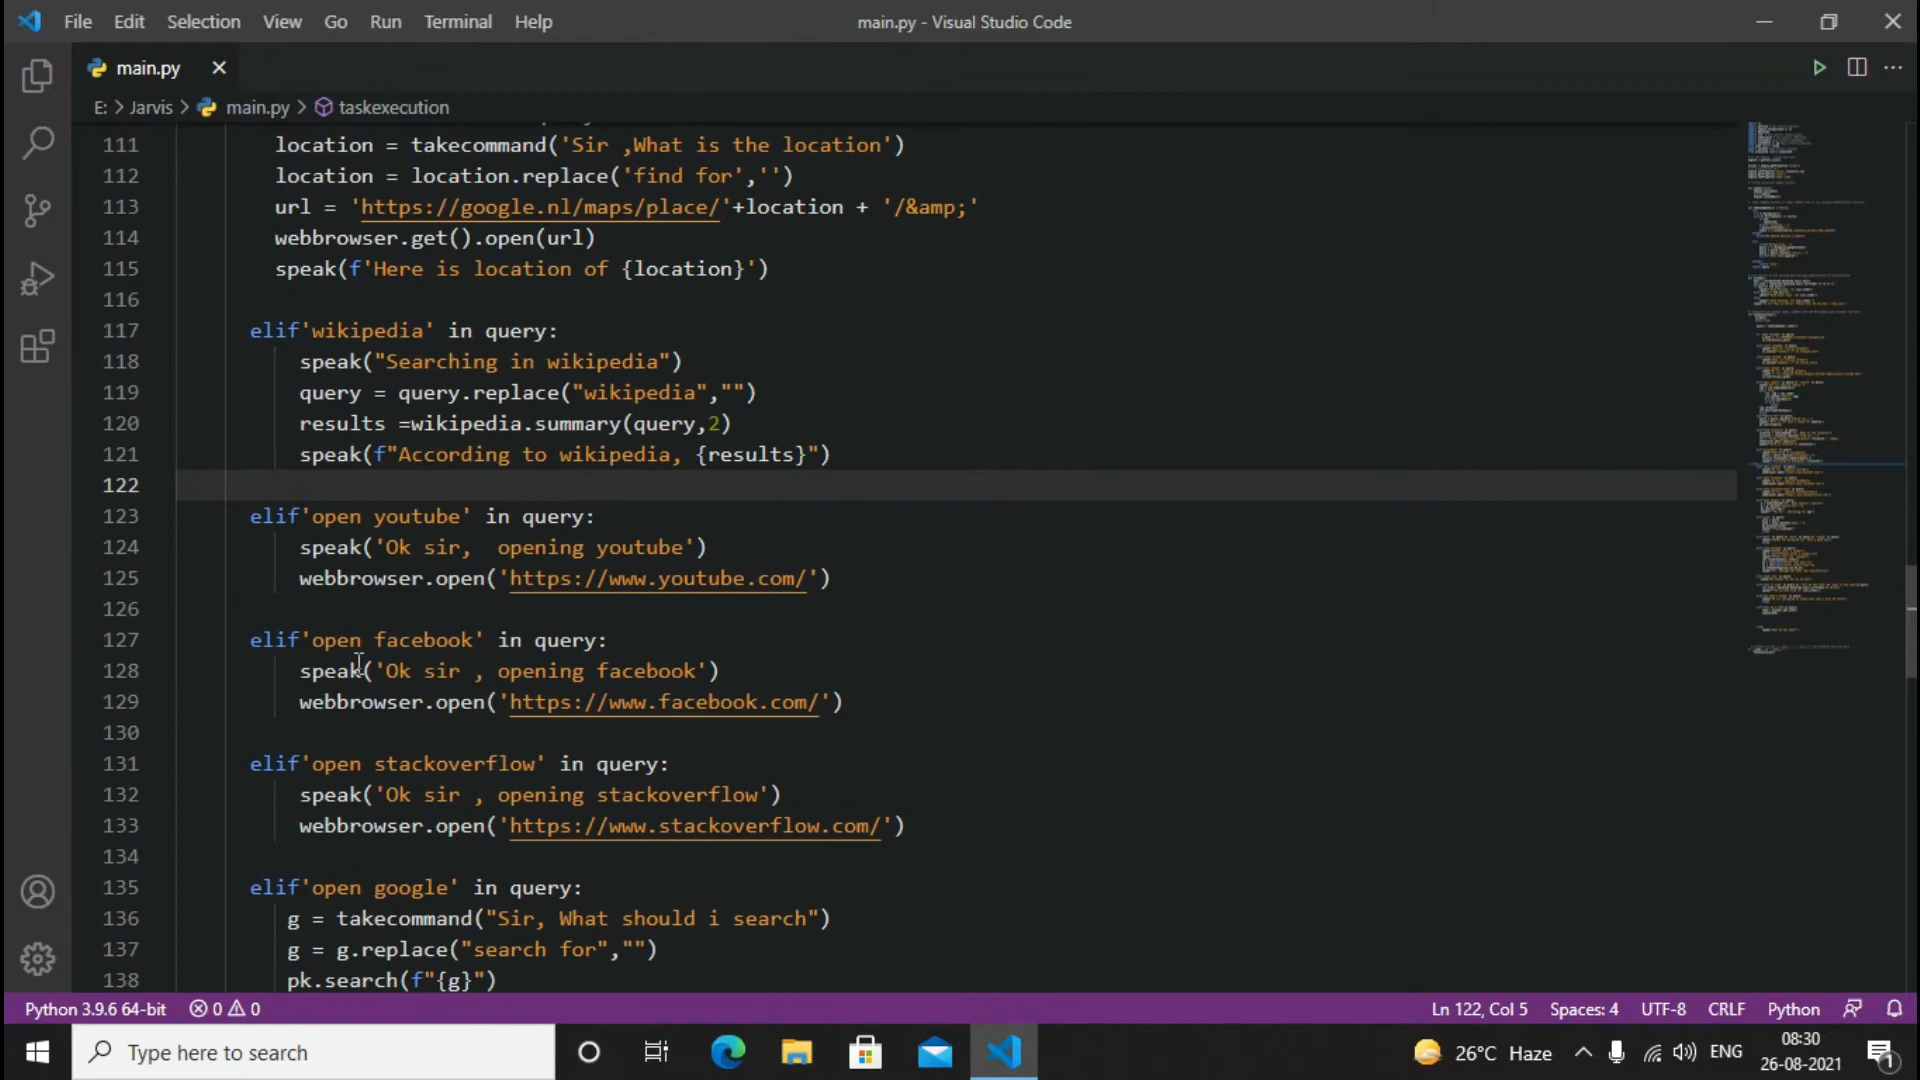 File Edit Selection View Go Run Terminal Help
main.py - Visual Studio Code
main.py
E: > Jarvis > main.py > taskexecution
111 location = takecommand('Sir ,What is the location')
112 location = location.replace('find for','')
113 url = 'https://google.nl/maps/place/'+location + '/&amp;'
114 webbrowser.get().open(url)
115 speak(f'Here is location of {location}')
116
117 elif'wikipedia' in query:
118 speak("Searching in wikipedia")
119 query = query.replace("wikipedia","")
120 results =wikipedia.summary(query,2)
121 speak(f"According to wikipedia, {results}")
122
123 elif'open youtube' in query:
124 speak('Ok sir,  opening youtube')
125 webbrowser.open('https://www.youtube.com/')
126
127 elif'open facebook' in query:
128 speak('Ok sir , opening facebook')
129 webbrowser.open('https://www.facebook.com/')
130
131 elif'open stackoverflow' in query:
132 speak('Ok sir , opening stackoverflow')
133 webbrowser.open('https://www.stackoverflow.com/')
134
135 elif'open google' in query:
136 g = takecommand("Sir, What should i search")
137 g = g.replace("search for","")
138 pk.search(f"{g}")
Python 3.9.6 64-bit 0 0 Ln 122, Col 5 Spaces: 4 UTF-8 CRLF Python
Type here to search
26°C Haze ENG
08:30
26-08-2021
1